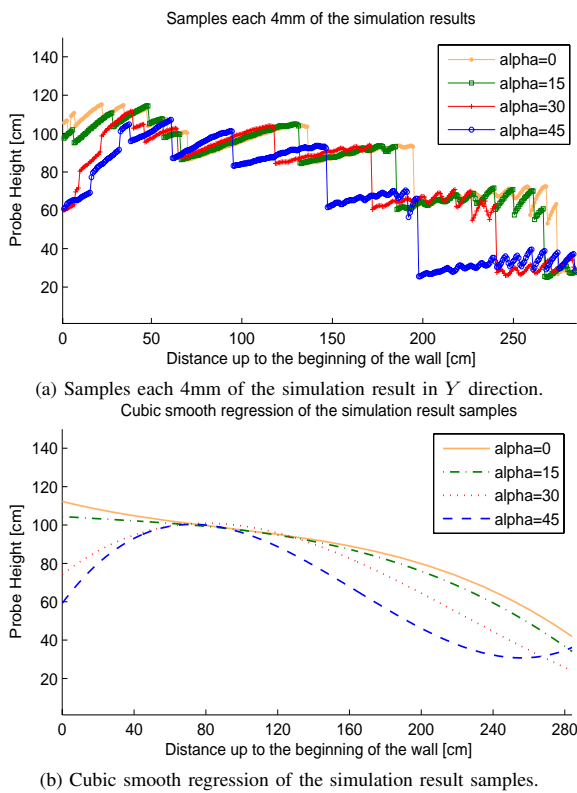 Samples each 4mm of the simulation results
140
120
100
80
60
40
20
Probe Height [cm]
alpha=0
alpha=15
alpha=30
alpha=45
0 50 100 150 200 250
Distance up to the beginning of the wall [cm]
(a) Samples each 4mm of the simulation result in Y direction.
Cubic smooth regression of the simulation result samples
140
120
100
80
60
40
20
Probe Height [cm]
alpha=0
alpha=15
alpha=30
alpha=45
0 40 80 120 160 200 240 280
Distance up to the beginning of the wall [cm]
(b) Cubic smooth regression of the simulation result samples.